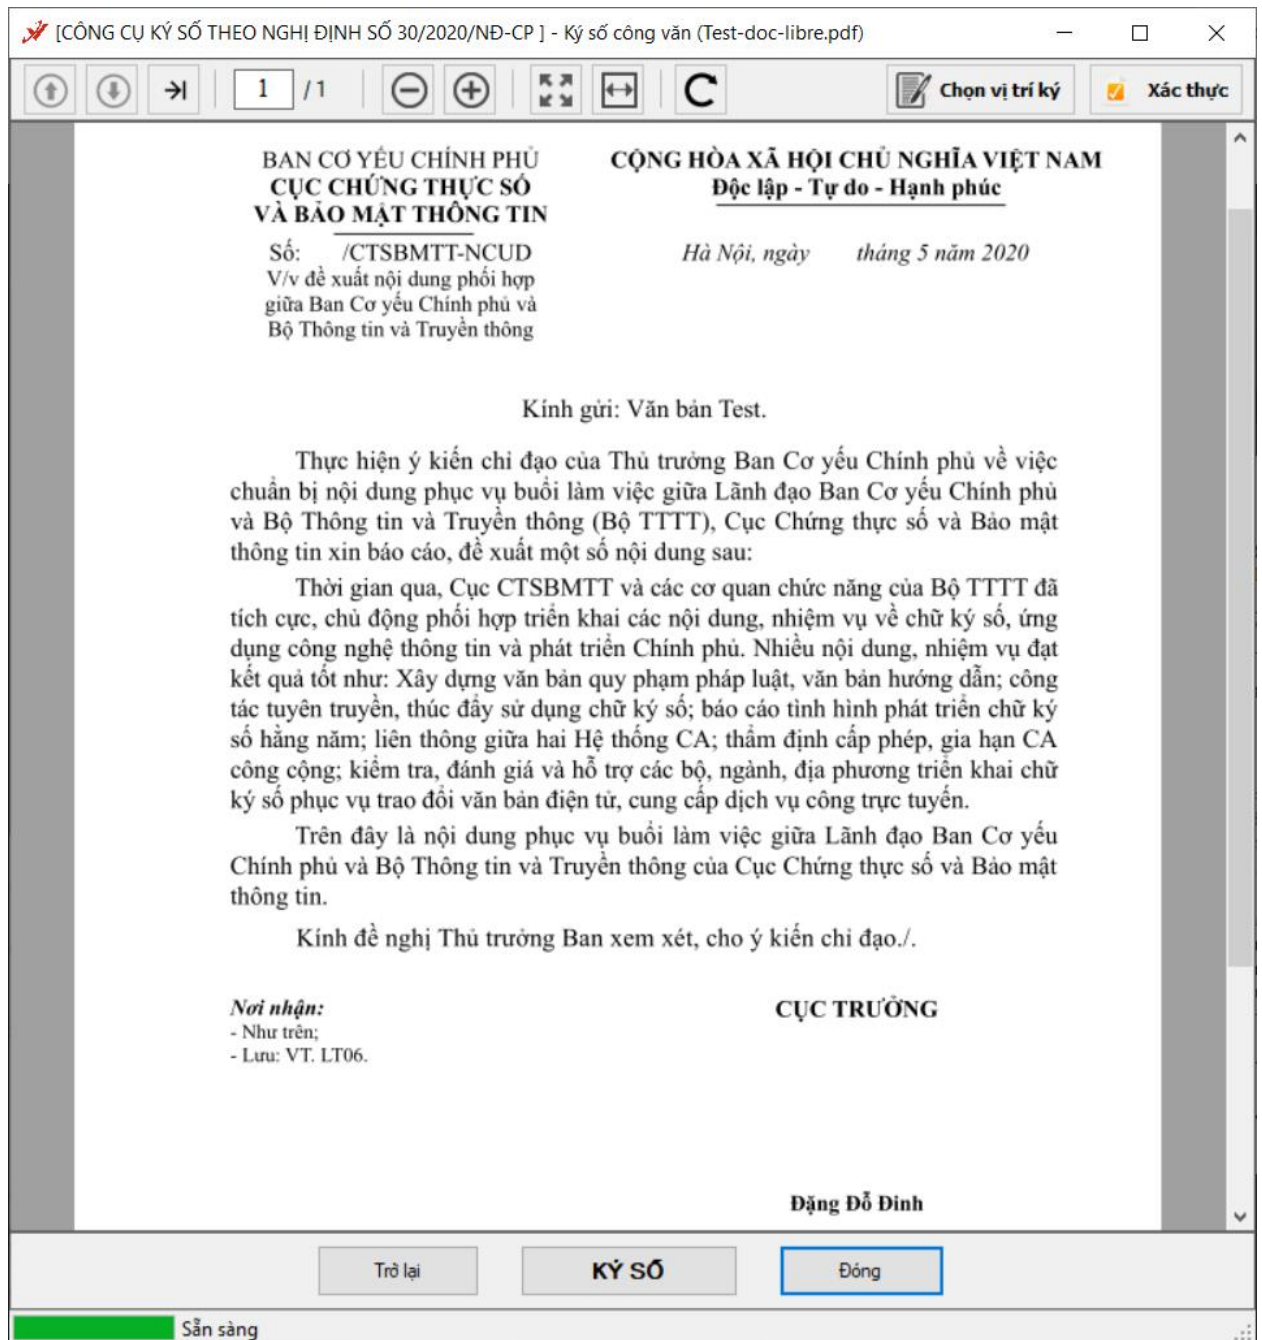 [CÔNG CỤ KÝ SỐ THEO NGHỊ ĐỊNH SỐ 30/2020/NĐ-CP ] - Ký số công văn (Test-doc-libre.pdf)
1 / 1
Chọn vị trí ký
Xác thực
BAN CƠ YẾU CHÍNH PHỦ
CỤC CHỨNG THỰC SỐ
VÀ BẢO MẬT THÔNG TIN
CỘNG HÒA XÃ HỘI CHỦ NGHĨA VIỆT NAM
Độc lập - Tự do - Hạnh phúc
Số: /CTSBMTT-NCUD
V/v đề xuất nội dung phối hợp
giữa Ban Cơ yếu Chính phủ và
Bộ Thông tin và Truyền thông
Hà Nội, ngày tháng 5 năm 2020
Kính gửi: Văn bản Test.
Thực hiện ý kiến chỉ đạo của Thủ trưởng Ban Cơ yếu Chính phủ về việc
chuẩn bị nội dung phục vụ buổi làm việc giữa Lãnh đạo Ban Cơ yếu Chính phủ
và Bộ Thông tin và Truyền thông (Bộ TTTT), Cục Chứng thực số và Bảo mật
thông tin xin báo cáo, đề xuất một số nội dung sau:
Thời gian qua, Cục CTSBMTT và các cơ quan chức năng của Bộ TTTT đã
tích cực, chủ động phối hợp triển khai các nội dung, nhiệm vụ về chữ ký số, ứng
dụng công nghệ thông tin và phát triển Chính phủ. Nhiều nội dung, nhiệm vụ đạt
kết quả tốt như: Xây dựng văn bản quy phạm pháp luật, văn bản hướng dẫn; công
tác tuyên truyền, thúc đẩy sử dụng chữ ký số; báo cáo tình hình phát triển chữ ký
số hằng năm; liên thông giữa hai Hệ thống CA; thẩm định cấp phép, gia hạn CA
công cộng; kiểm tra, đánh giá và hỗ trợ các bộ, ngành, địa phương triển khai chữ
ký số phục vụ trao đổi văn bản điện tử, cung cấp dịch vụ công trực tuyến.
Trên đây là nội dung phục vụ buổi làm việc giữa Lãnh đạo Ban Cơ yếu
Chính phủ và Bộ Thông tin và Truyền thông của Cục Chứng thực số và Bảo mật
thông tin.
Kính đề nghị Thủ trưởng Ban xem xét, cho ý kiến chỉ đạo./.
Nơi nhận:
- Như trên;
- Lưu: VT. LT06.
CỤC TRƯỞNG
Đặng Đỗ Đinh
Trở lại
KÝ SỐ
Đóng
Sẵn sàng